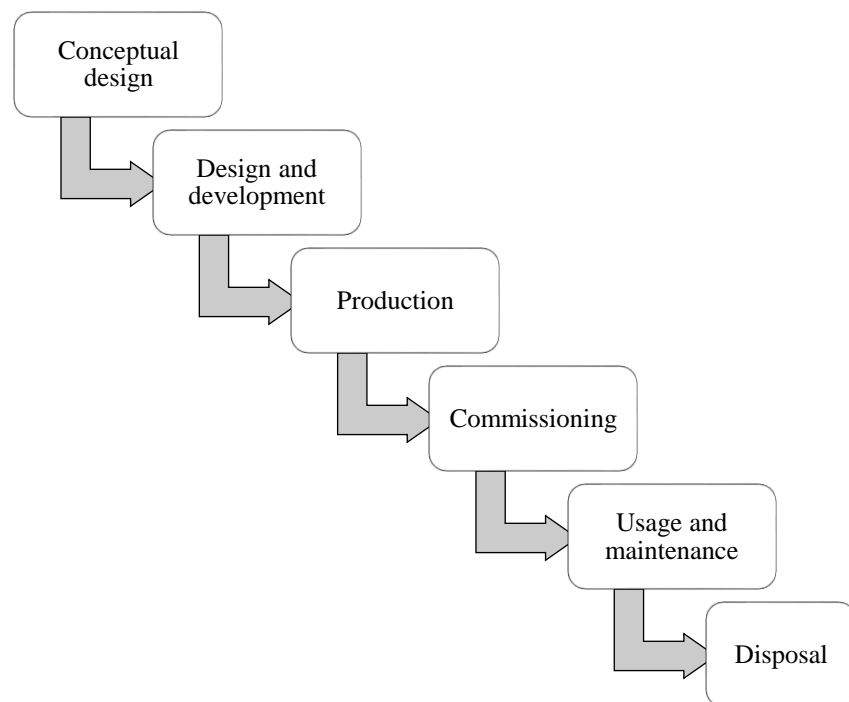 Conceptual
design
Design and
development
Production
Commissioning
Usage and
maintenance
Disposal